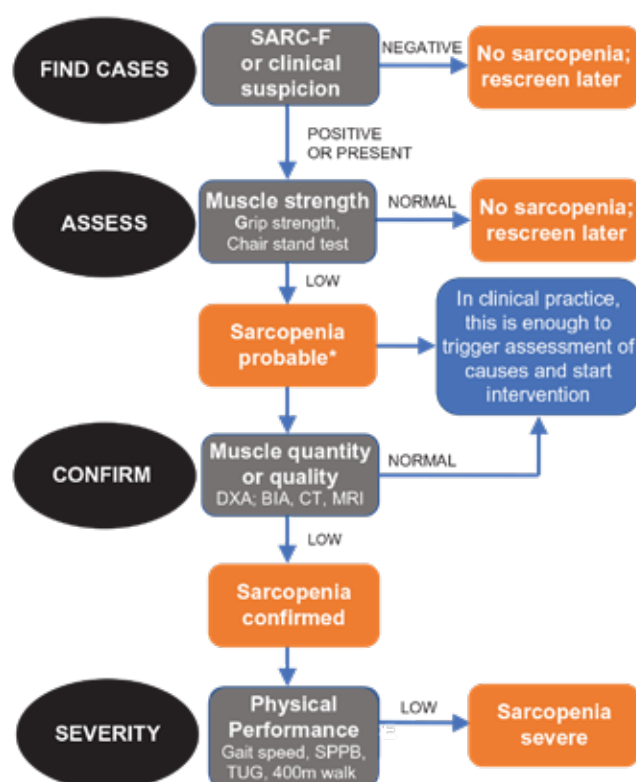 FIND CASES
SARC-F
or clinical
suspicion
NEGATIVE
No sarcopenia;
rescreen later
POSITIVE
OR PRESENT
ASSESS
Muscle strength
Grip strength,
Chair stand test
NORMAL
No sarcopenia;
rescreen later
LOW
Sarcopenia
probable*
In clinical practice,
this is enough to
trigger assessment of
causes and start
intervention
CONFIRM
Muscle quantity
or quality
DXA; BIA, CT, MRI
NORMAL
LOW
Sarcopenia
confirmed
SEVERITY
Physical
Performance
Gait speed, SPPB,
TUG, 400m walk
LOW
Sarcopenia
severe